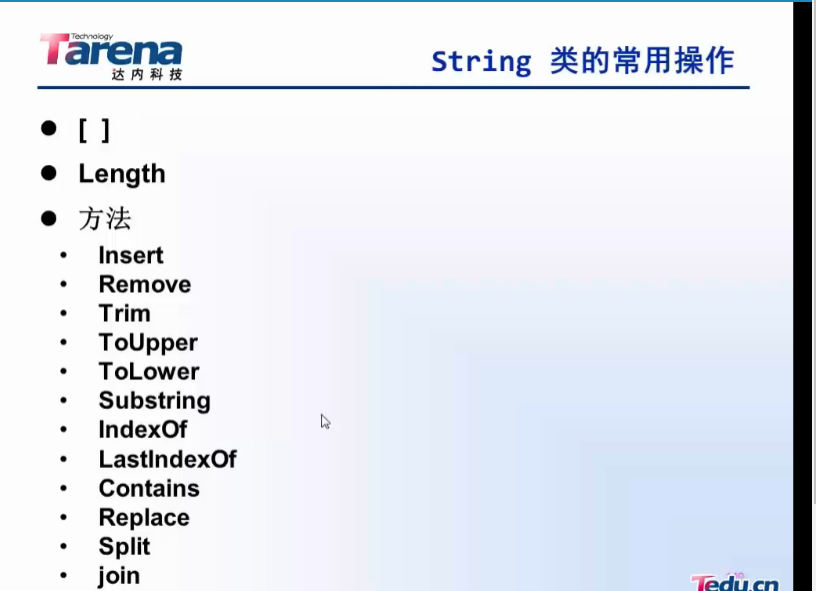 Technology
Tarena
达内科技
String 类的常用操作
● [ ]
● Length
● 方法
• Insert
• Remove
• Trim
• ToUpper
• ToLower
• Substring
• IndexOf
• LastIndexOf
• Contains
• Replace
• Split
• join
Tedu.cn